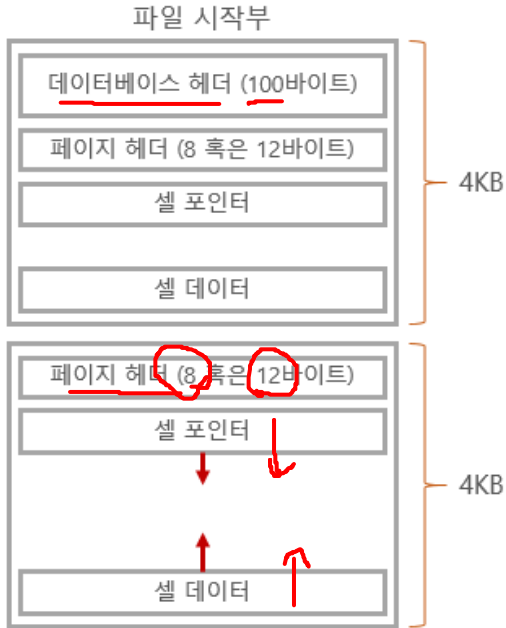 파일 시작부
데이터베이스 헤더 (100바이트)
페이지 헤더 (8 혹은 12바이트)
셀 포인터
셀 데이터
4KB
페이지 헤더 (8 혹은 12바이트)
셀 포인터
셀 데이터
4KB